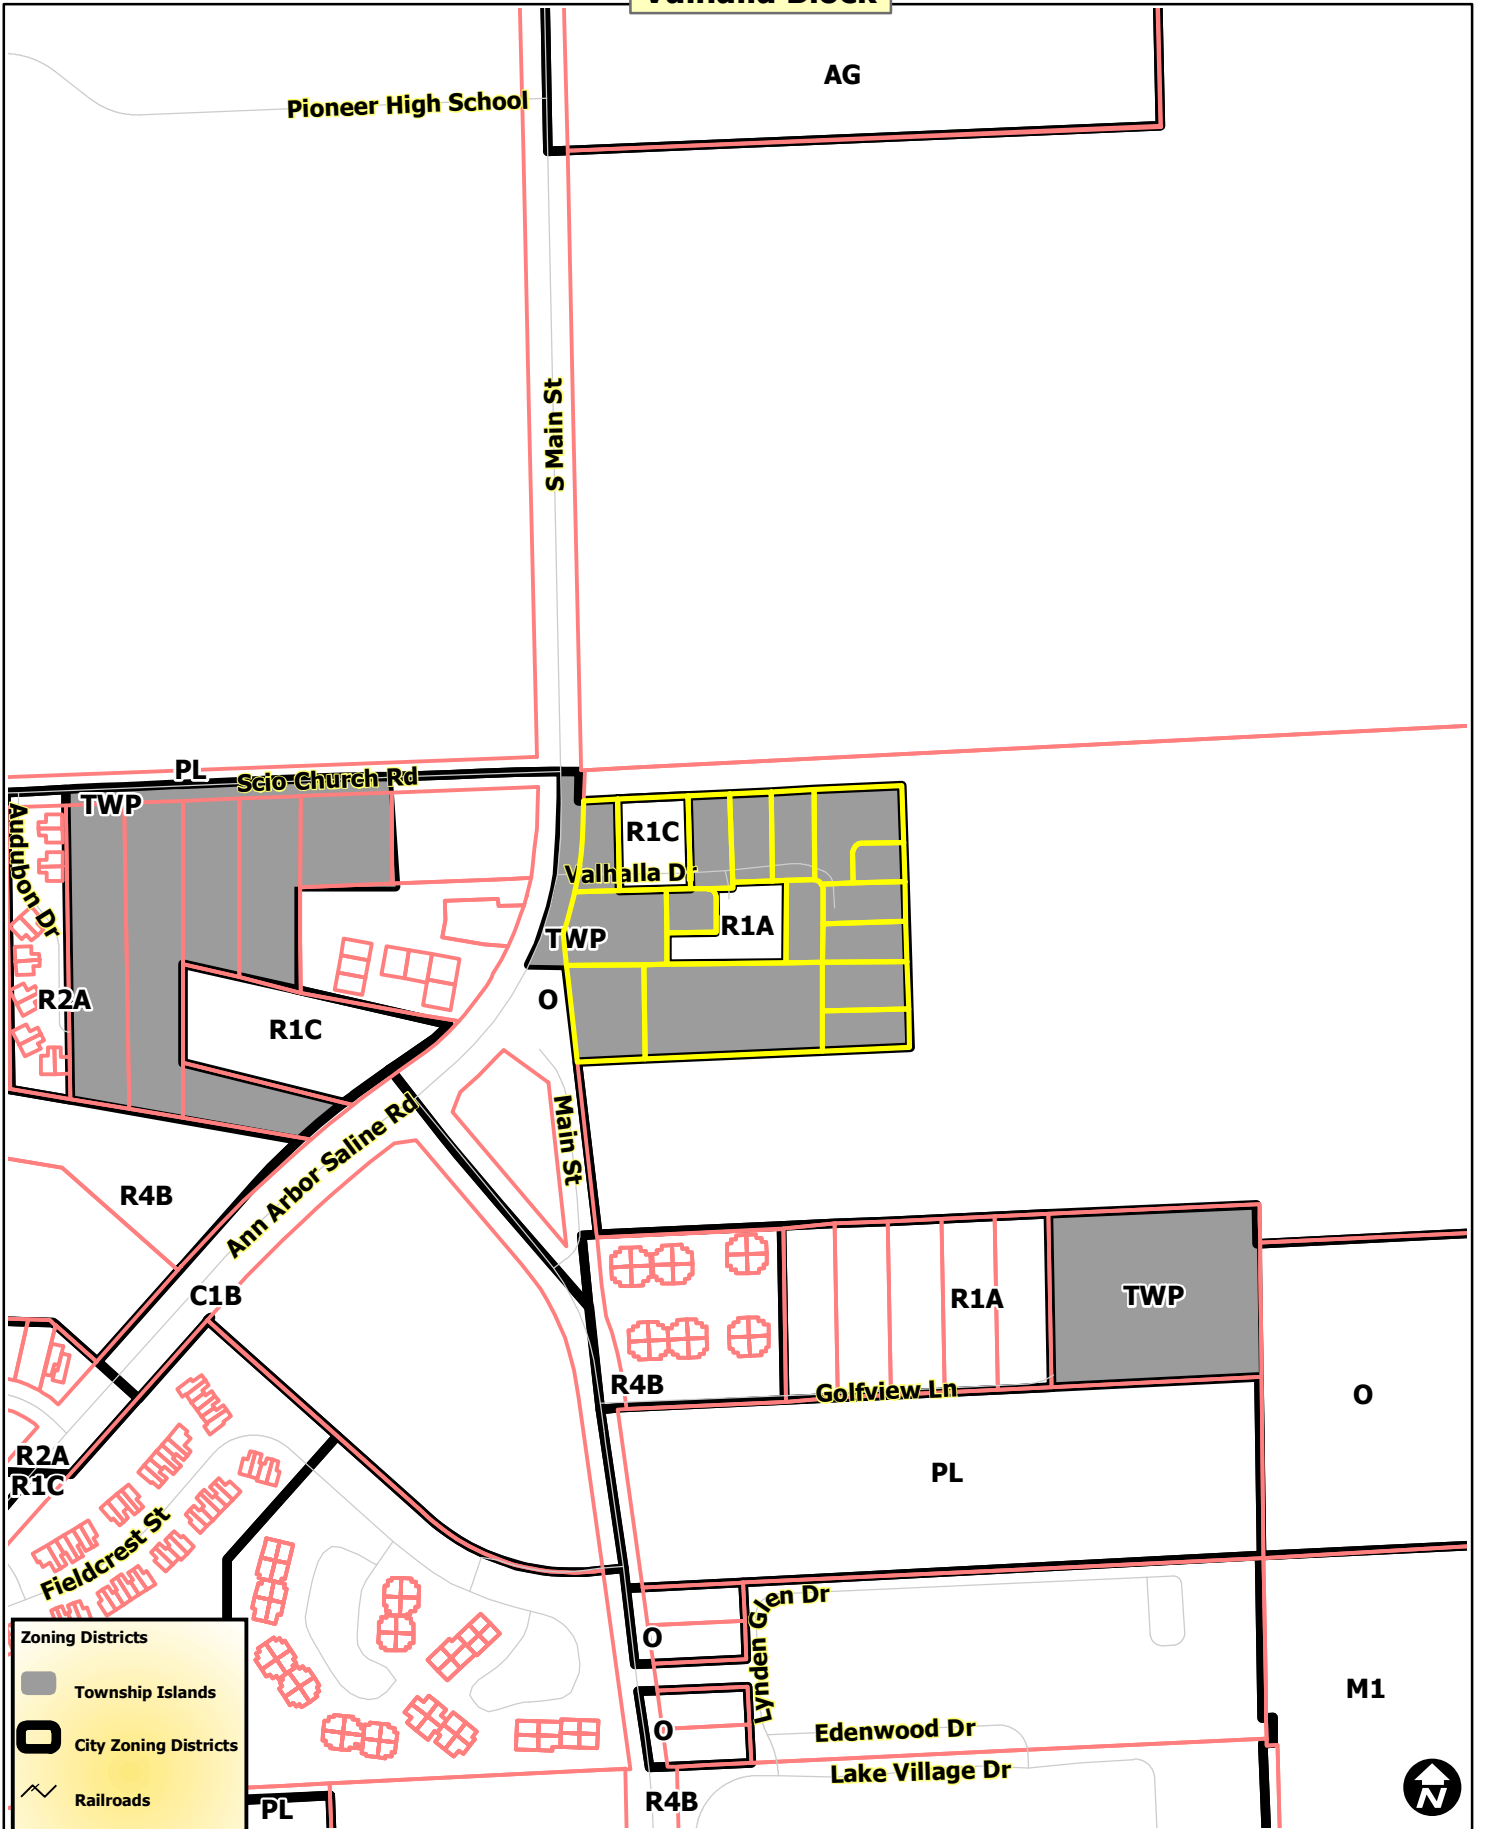 Valhalla Block
AG
Pioneer High School
S Main St
PL
Scio Church Rd
TWP
Audubon Dr
R1C
Valhalla Dr
R1A
TWP
R2A
O
R1C
Main St
Ann Arbor Saline Rd
R4B
C1B
R1A
TWP
R4B
Golfview Ln
O
R2A
R1C
PL
Fieldcrest St
Lynden Glen Dr
O
O
M1
Edenwood Dr
Lake Village Dr
R4B
PL
Zoning Districts
Township Islands
City Zoning Districts
Railroads
N